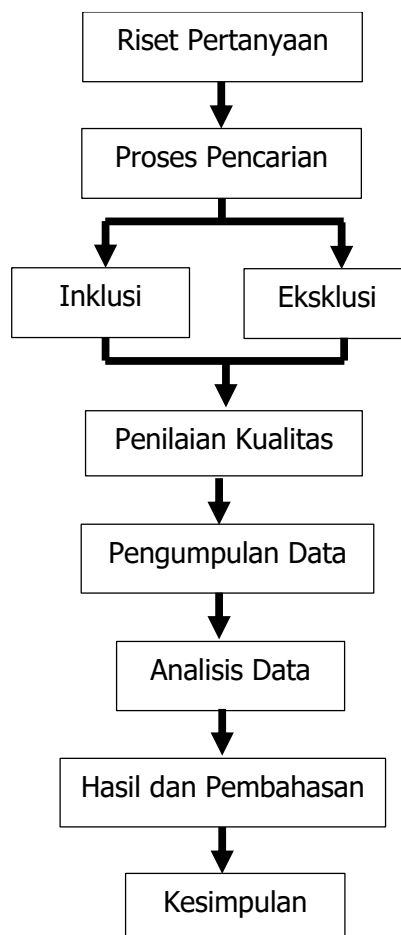 Riset Pertanyaan
Proses Pencarian
Inklusi
Eksklusi
Penilaian Kualitas
Pengumpulan Data
Analisis Data
Hasil dan Pembahasan
Kesimpulan